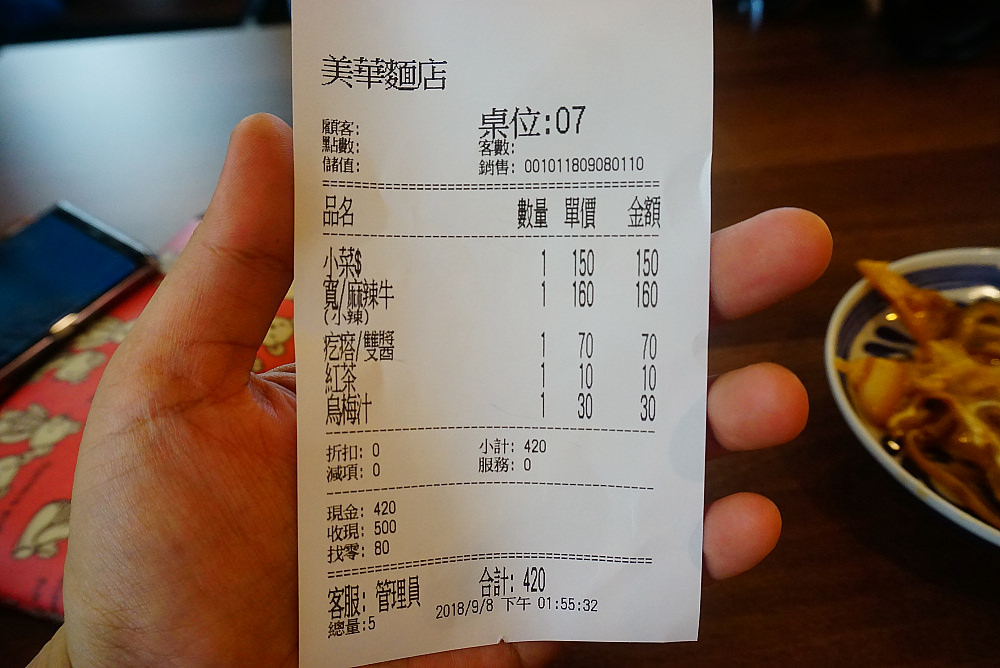 美華麵店
顧客: 桌位:07
點數: 客數:
儲值: 銷售: 001011809080110
品名 數量 單價 金額
小菜$ 1 150 150
寬/麻辣牛 1 160 160
(小辣)
疙瘩/雙醬 1 70 70
紅茶 1 10 10
烏梅汁 1 30 30
折扣: 0 小計: 420
減項: 0 服務: 0
現金: 420
收現: 500
找零: 80
客服: 管理員 合計: 420
總量:5 2018/9/8 下午 01:55:32